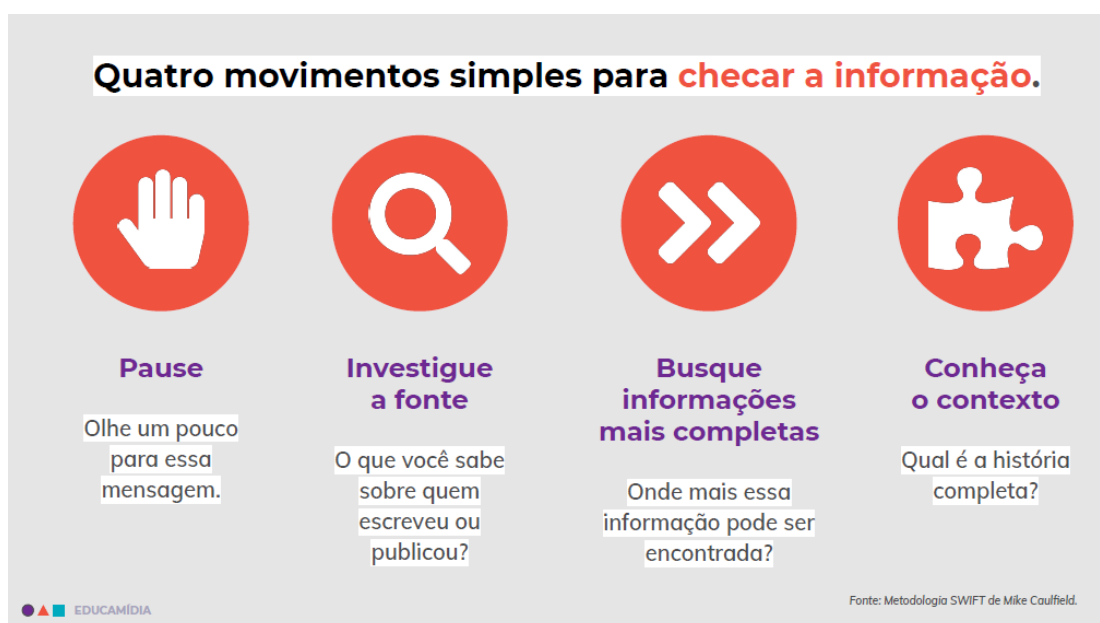 Quatro movimentos simples para checar a informação.
Pause
Olhe um pouco
para essa
mensagem.
Investigue
a fonte
O que você sabe
sobre quem
escreveu ou
publicou?
Busque
informações
mais completas
Onde mais essa
informação pode ser
encontrada?
Conheça
o contexto
Qual é a história
completa?
EDUCAMÍDIA
Fonte: Metodologia SWIFT de Mike Caulfield.